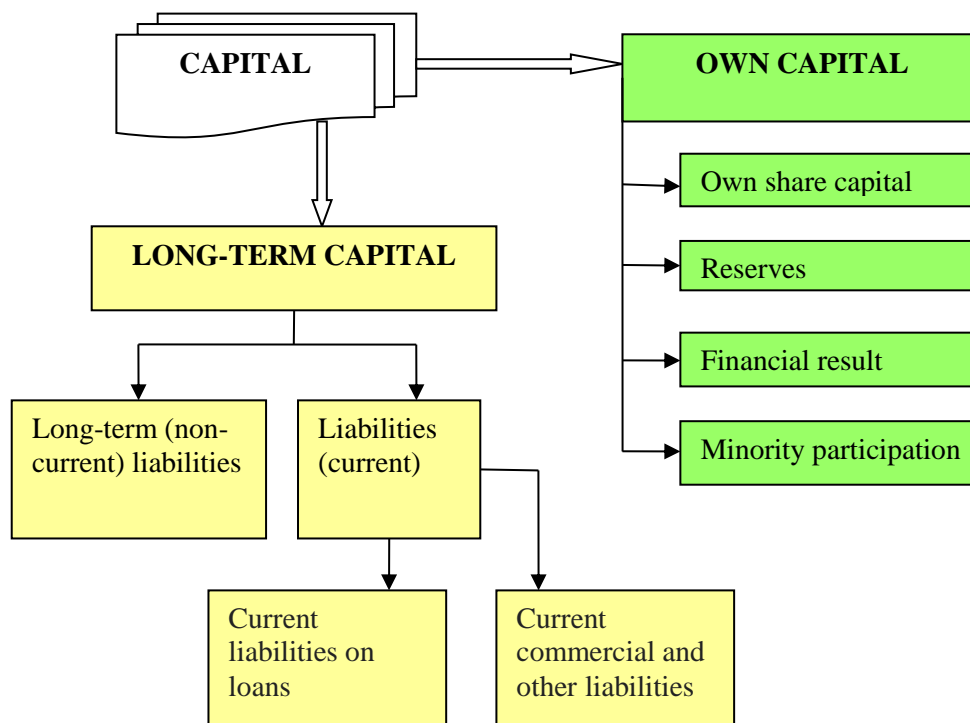 CAPITAL
OWN CAPITAL
Own share capital
LONG-TERM CAPITAL
Reserves
Financial result
Long-term (non-
current) liabilities
Liabilities
(current)
Minority participation
Current
liabilities on
loans
Current
commercial and
other liabilities